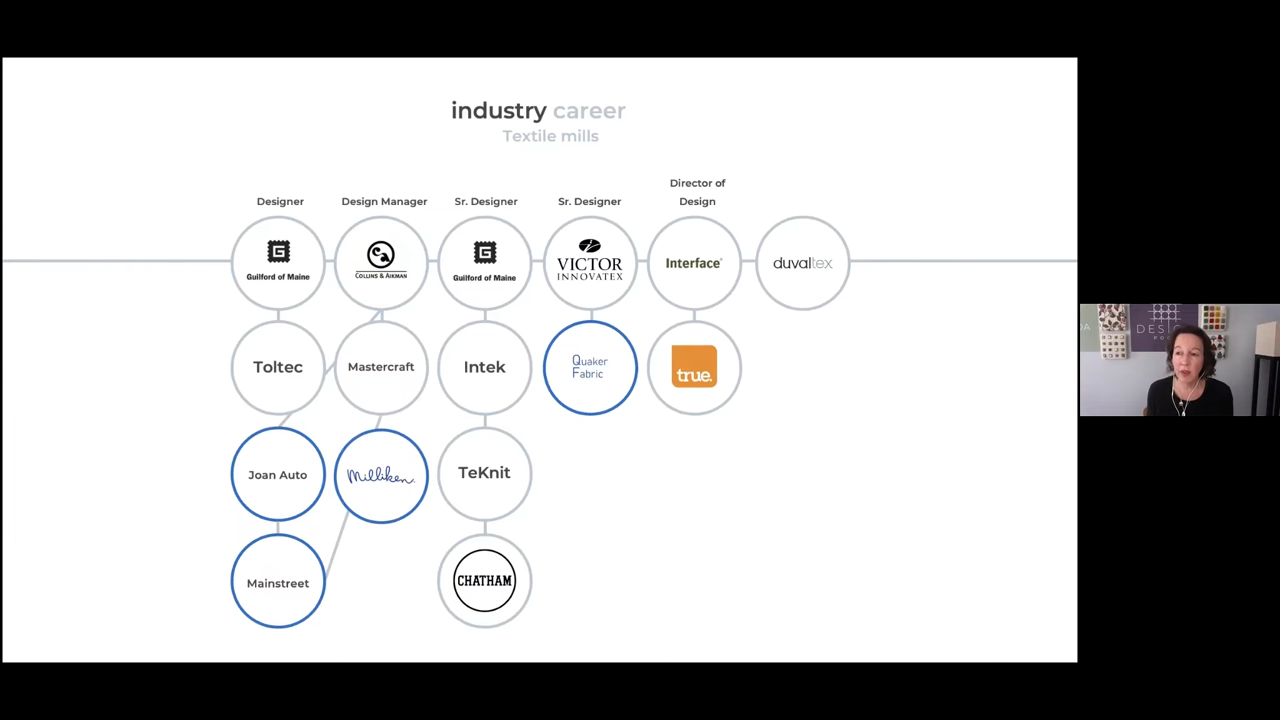 industry career
Textile mills
Director of
Design
Designer
Design Manager
Sr. Designer
Sr. Designer
G
Guilford of Maine
COLLINS & AIKMAN
G
Guilford of Maine
VICTOR
INNOVATEX
Interface
duvaltex
Toltec
Mastercraft
Intek
Quaker
Fabric
true.
Joan Auto
Milliken.
TeKnit
Mainstreet
CHATHAM
DESIG